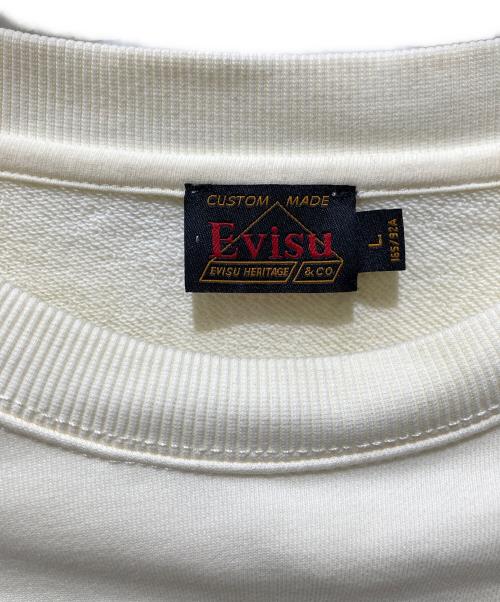 CUSTOM MADE
Evisu
EVISU HERITAGE & CO
L.
165/92A